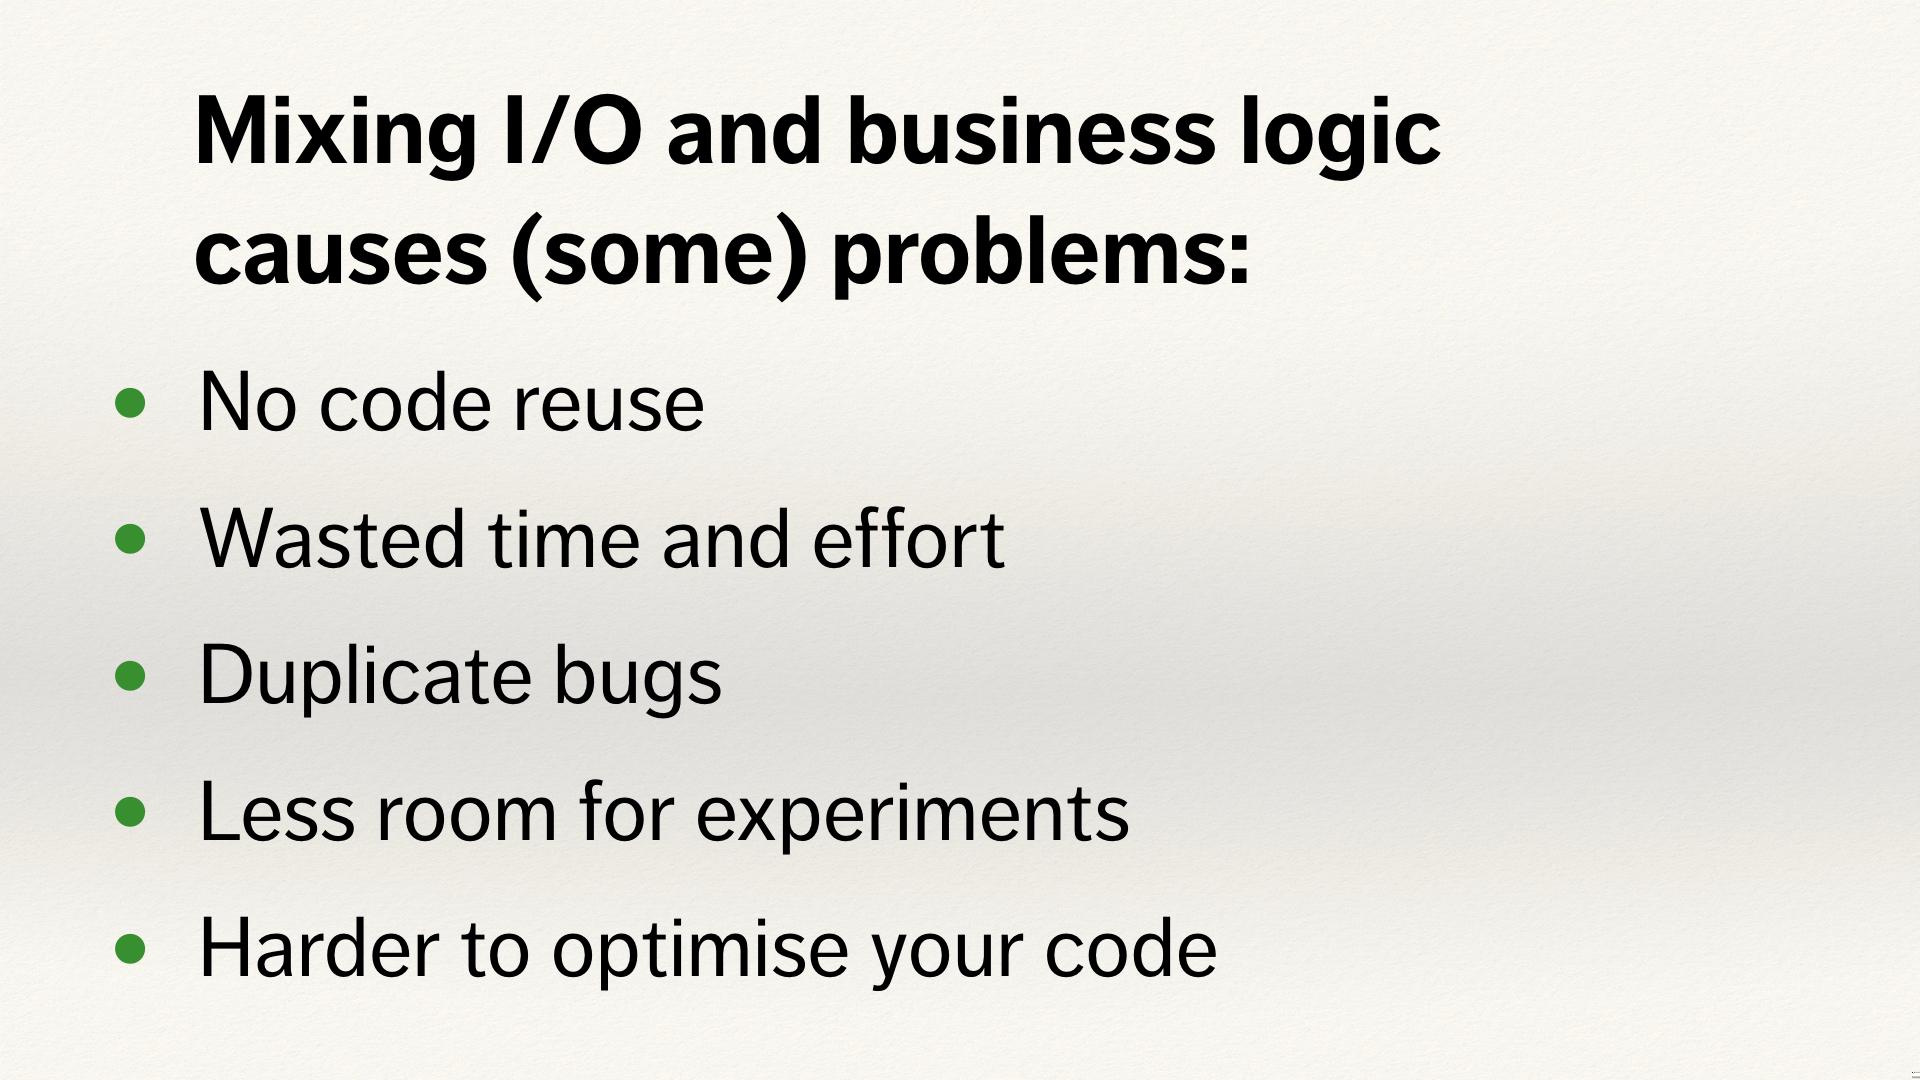 Mixing I/O and business logic
causes (some) problems:
• No code reuse
• Wasted time and effort
• Duplicate bugs
• Less room for experiments
• Harder to optimise your code